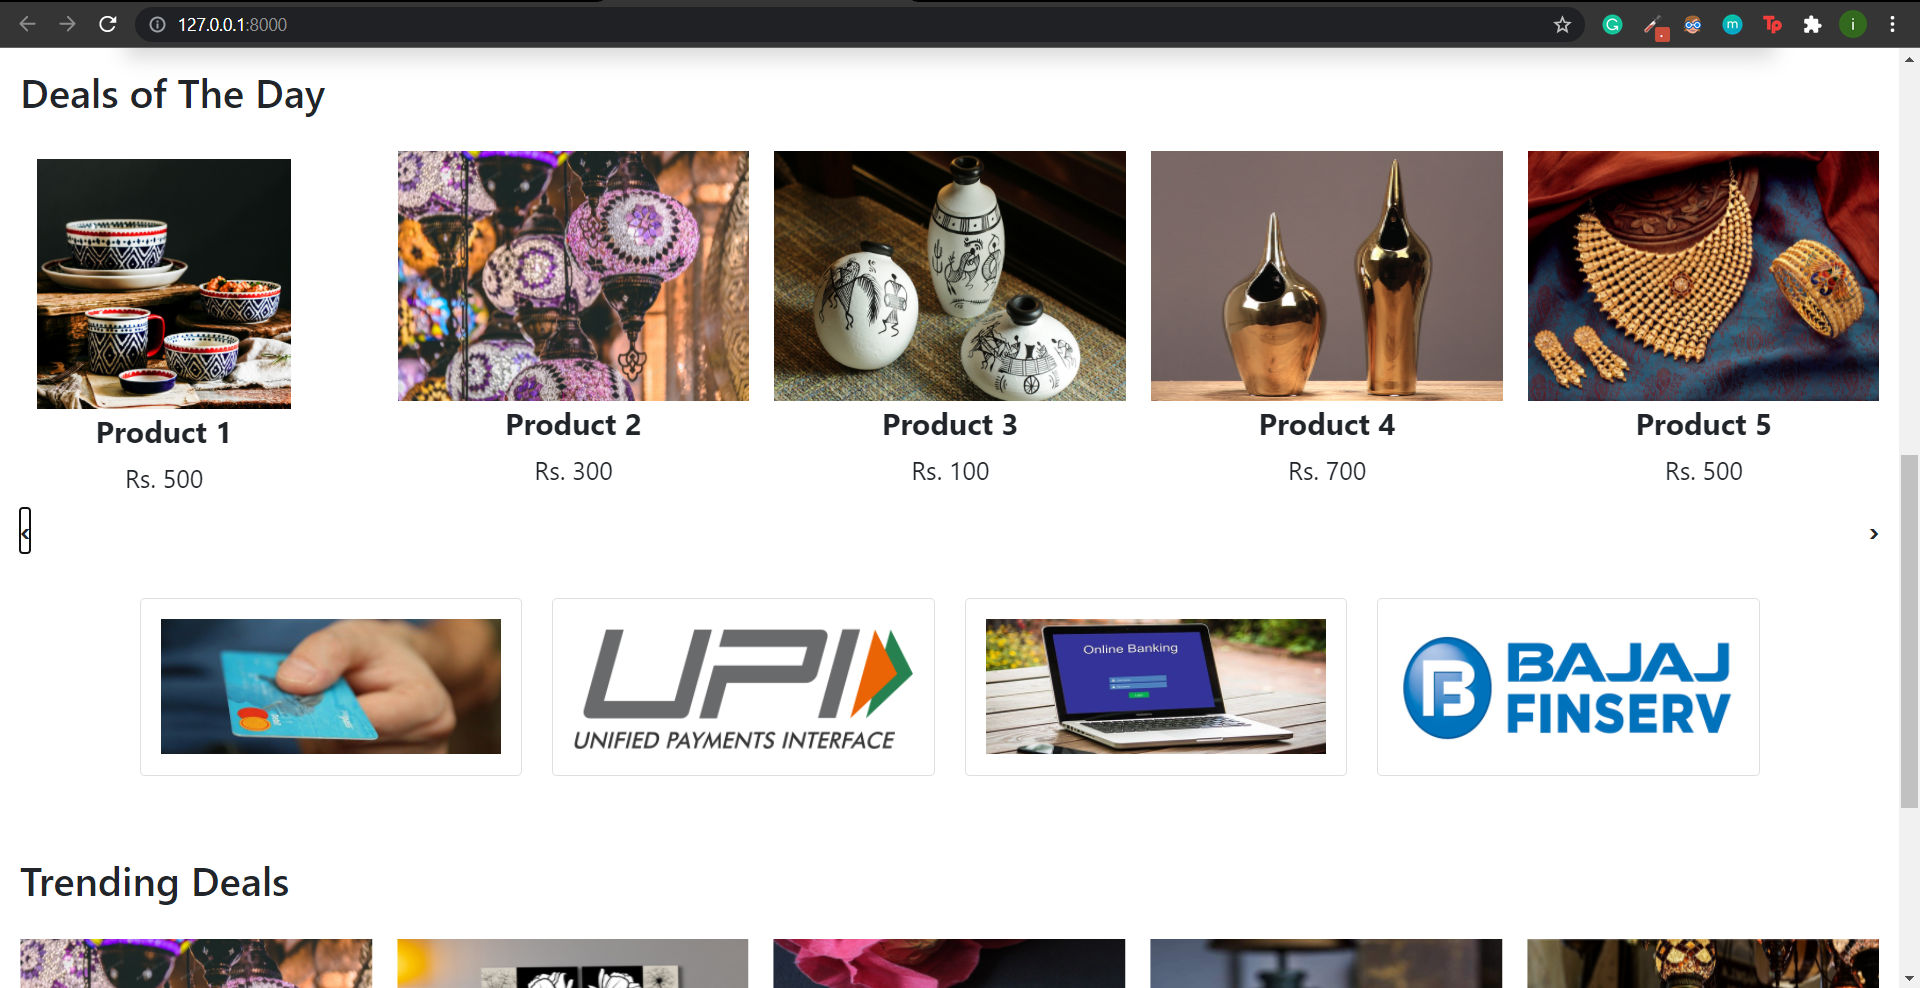 127.0.0.1:8000
Deals of The Day
Product 1
Rs. 500
Product 2
Rs. 300
Product 3
Rs. 100
Product 4
Rs. 700
Product 5
Rs. 500
‹
›
UPI
UNIFIED PAYMENTS INTERFACE
Online Banking
BAJAJ
FINSERV
Trending Deals